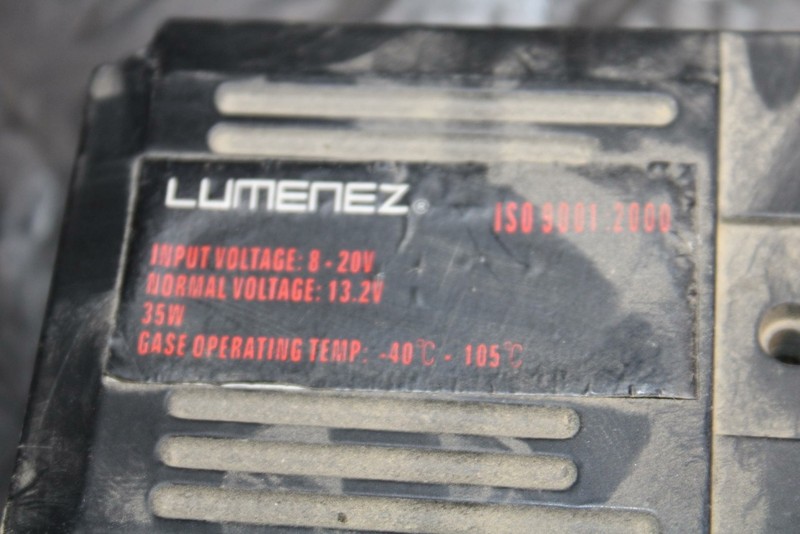 LUMENEZ®
ISO 9001:2000
INPUT VOLTAGE: 8 - 20V
NORMAL VOLTAGE: 13.2V
35W
GASE OPERATING TEMP: -40℃ - 105℃